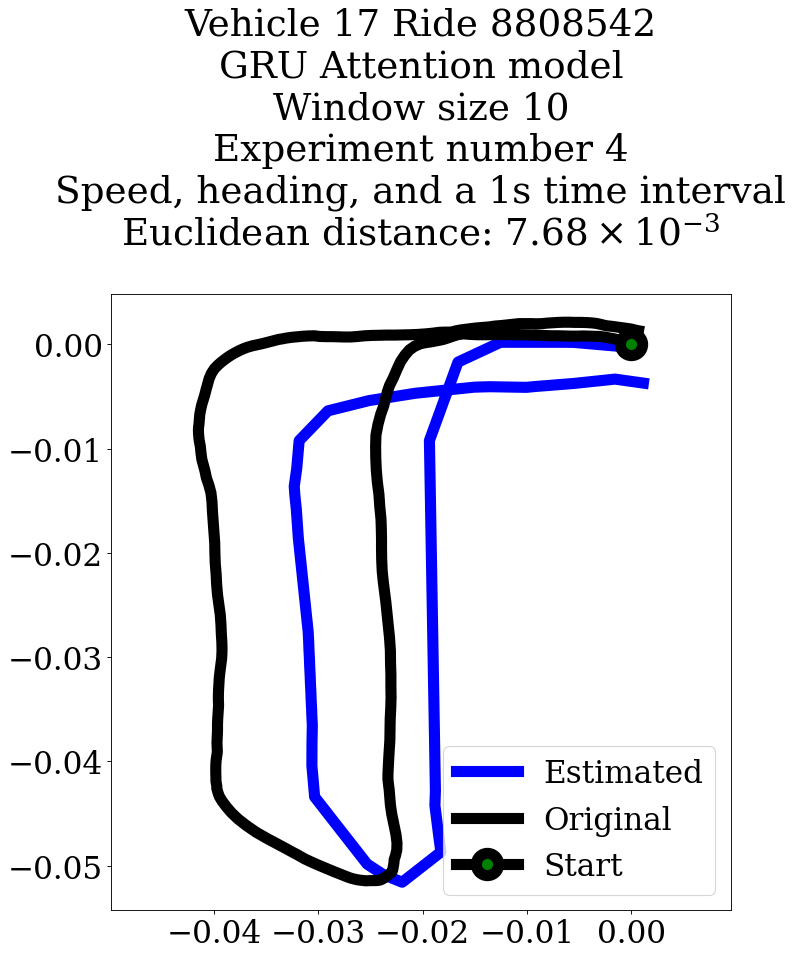 Vehicle 17 Ride 8808542
GRU Attention model
Window size 10
Experiment number 4
Speed, heading, and a 1s time interval
Euclidean distance: 7.68 × 10⁻³
0.00
−0.01
−0.02
−0.03
−0.04
−0.05
Estimated
Original
Start
−0.04 −0.03 −0.02 −0.01 0.00